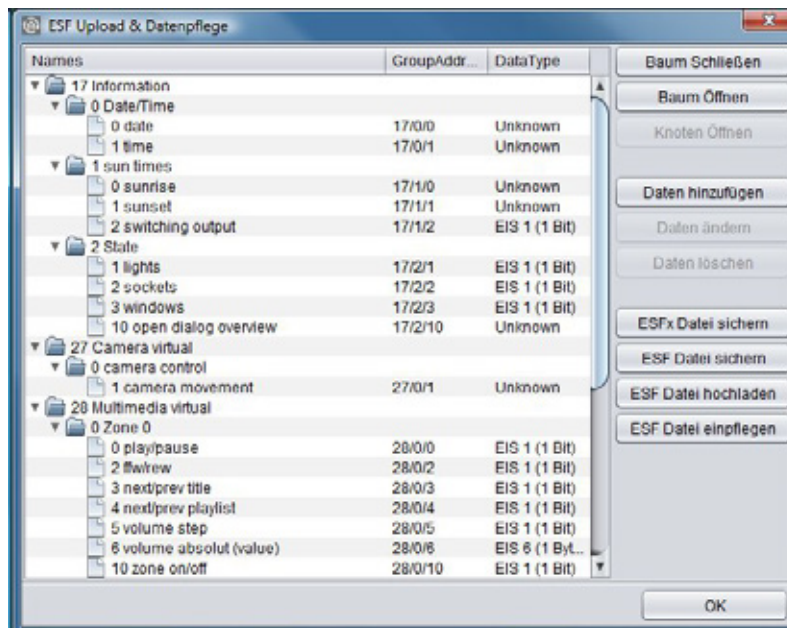 ESF Upload & Datenpflege
Names GroupAddr... DataType
17 Information
0 Date/Time
0 date 17/0/0 Unknown
1 time 17/0/1 Unknown
1 sun times
0 sunrise 17/1/0 Unknown
1 sunset 17/1/1 Unknown
2 switching output 17/1/2 EIS 1 (1 Bit)
2 State
1 lights 17/2/1 EIS 1 (1 Bit)
2 sockets 17/2/2 EIS 1 (1 Bit)
3 windows 17/2/3 EIS 1 (1 Bit)
10 open dialog overview 17/2/10 Unknown
27 Camera virtual
0 camera control
1 camera movement 27/0/1 Unknown
28 Multimedia virtual
0 Zone 0
0 play/pause 28/0/0 EIS 1 (1 Bit)
2 ffw/rew 28/0/2 EIS 1 (1 Bit)
3 next/prev title 28/0/3 EIS 1 (1 Bit)
4 next/prev playlist 28/0/4 EIS 1 (1 Bit)
5 volume step 28/0/5 EIS 1 (1 Bit)
6 volume absolut (value) 28/0/6 EIS 6 (1 Byt...
10 zone on/off 28/0/10 EIS 1 (1 Bit)
Baum Schließen
Baum Öffnen
Knoten Öffnen
Daten hinzufügen
Daten ändern
Daten löschen
ESFx Datei sichern
ESF Datei sichern
ESF Datei hochladen
ESF Datei einpflegen
OK